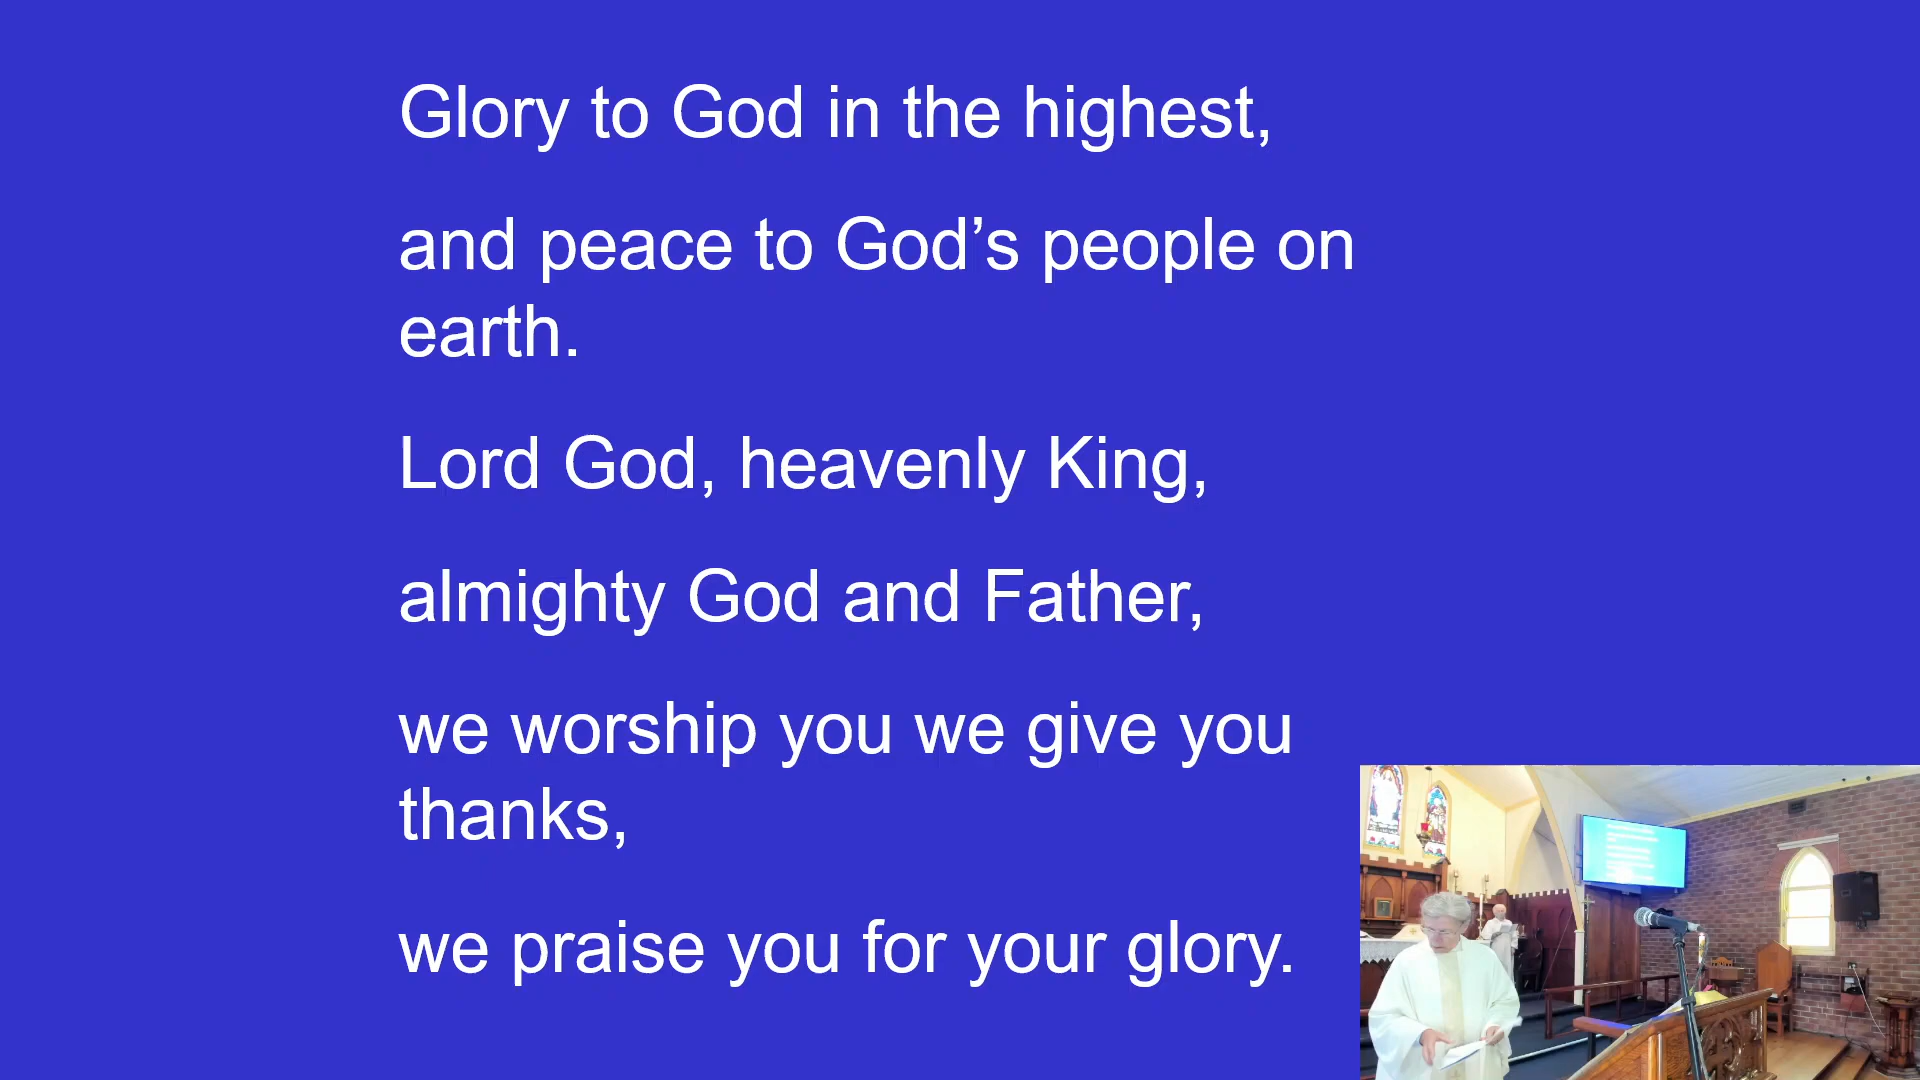 Glory to God in the highest,
and peace to God’s people on
earth.
Lord God, heavenly King,
almighty God and Father,
we worship you we give you
thanks,
we praise you for your glory.